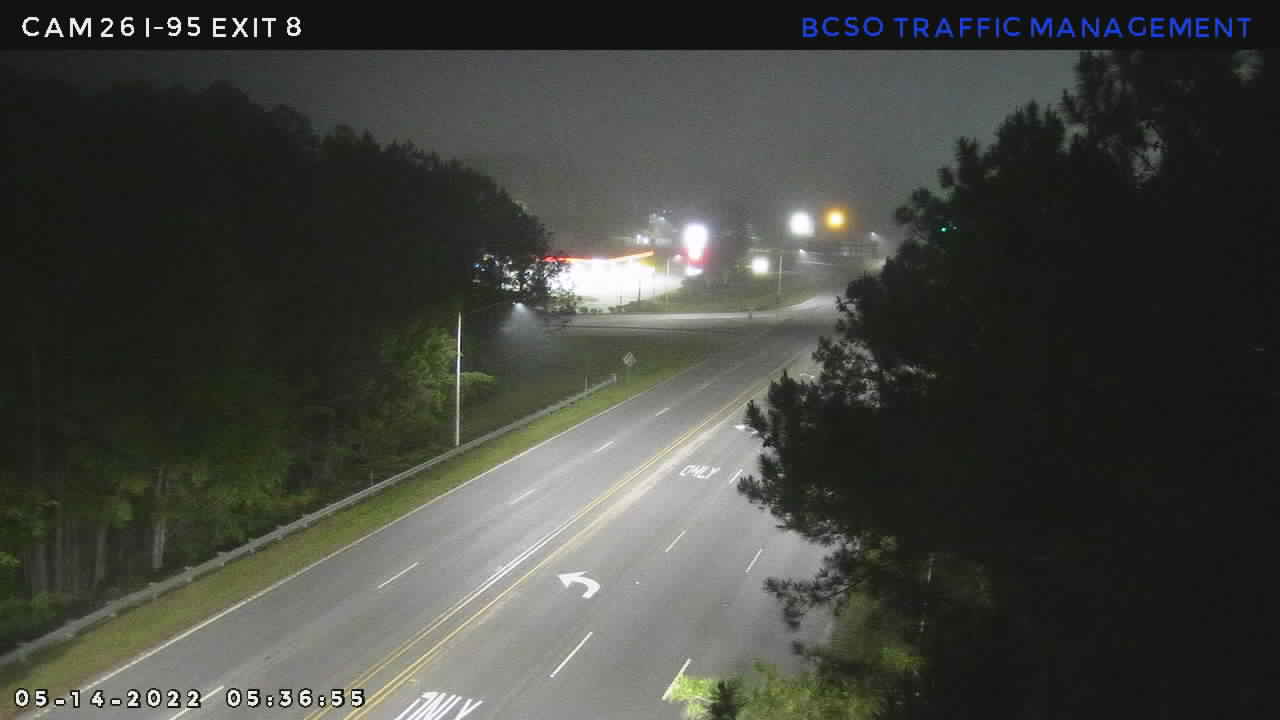 CAM 26 I-95 EXIT 8
BCSO TRAFFIC MANAGEMENT
ONLY
ONLY
05-14-2022 05:36:55